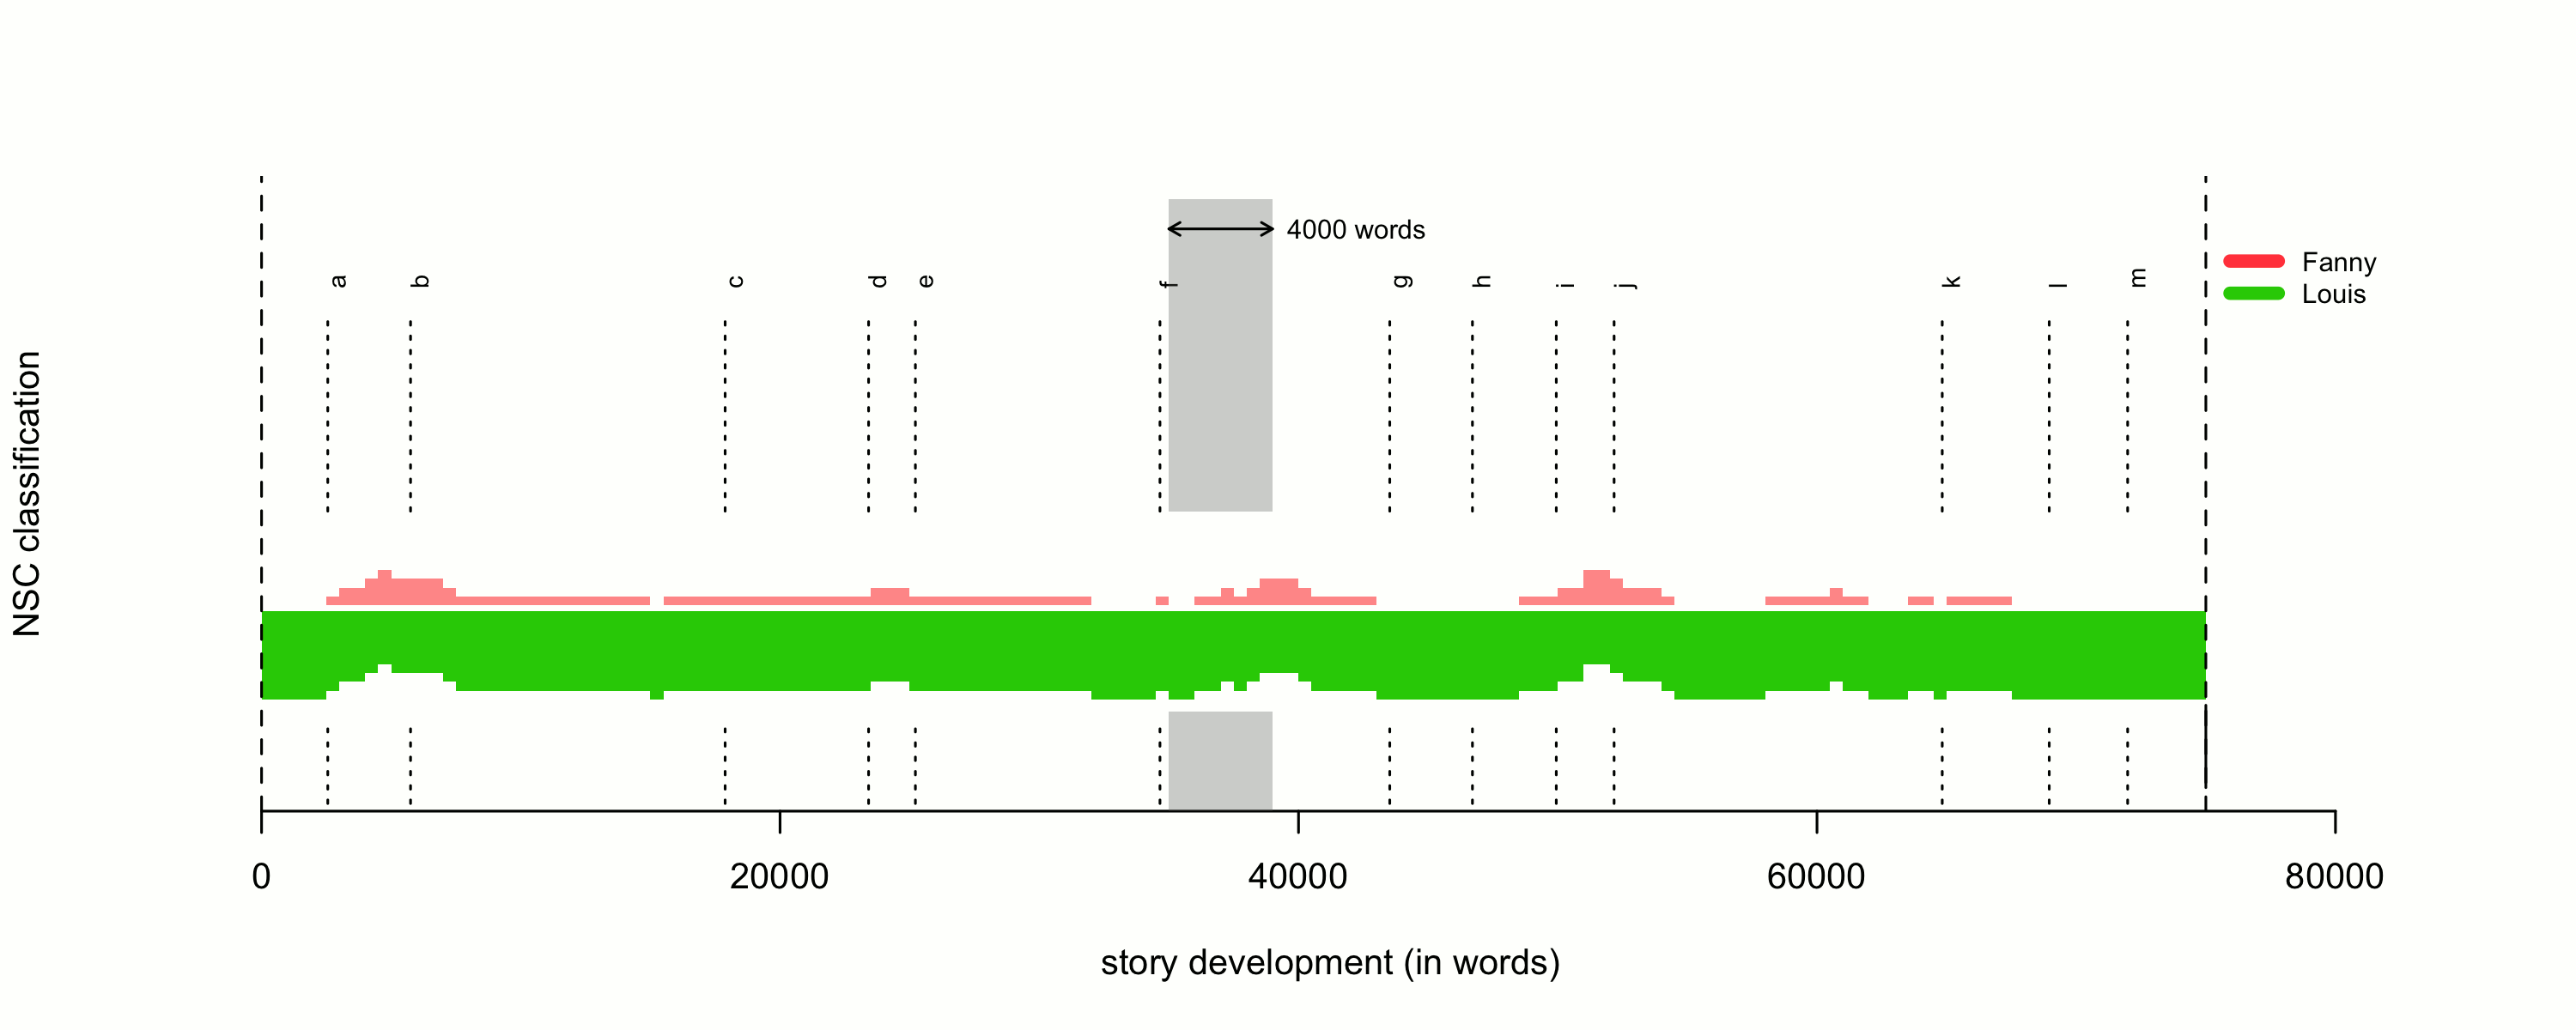 4000 words
Fanny
Louis
a b c d e f g h i j k l m
NSC classification
0 20000 40000 60000 80000
story development (in words)